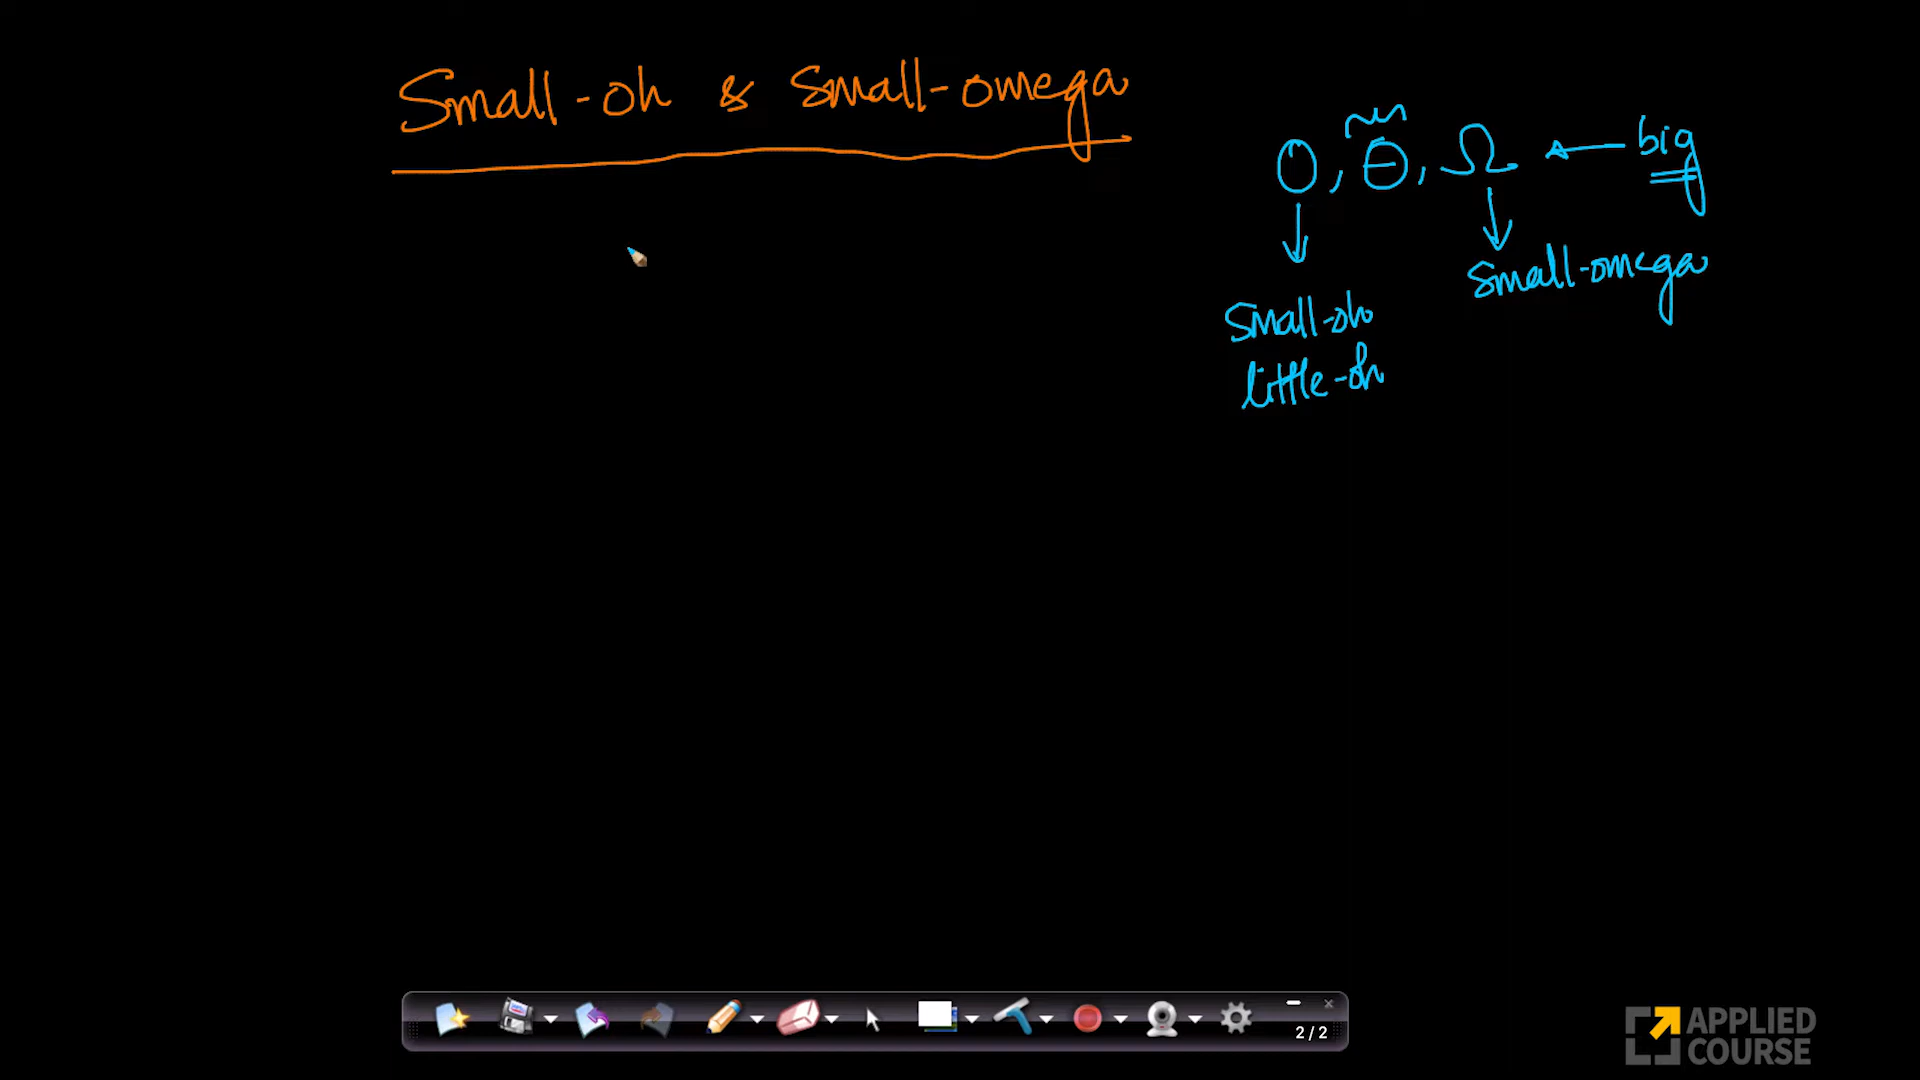 Small-oh & Small-omega
O, Θ, Ω ← big
small-omega
small-oh
little-oh
2/2
APPLIED
COURSE